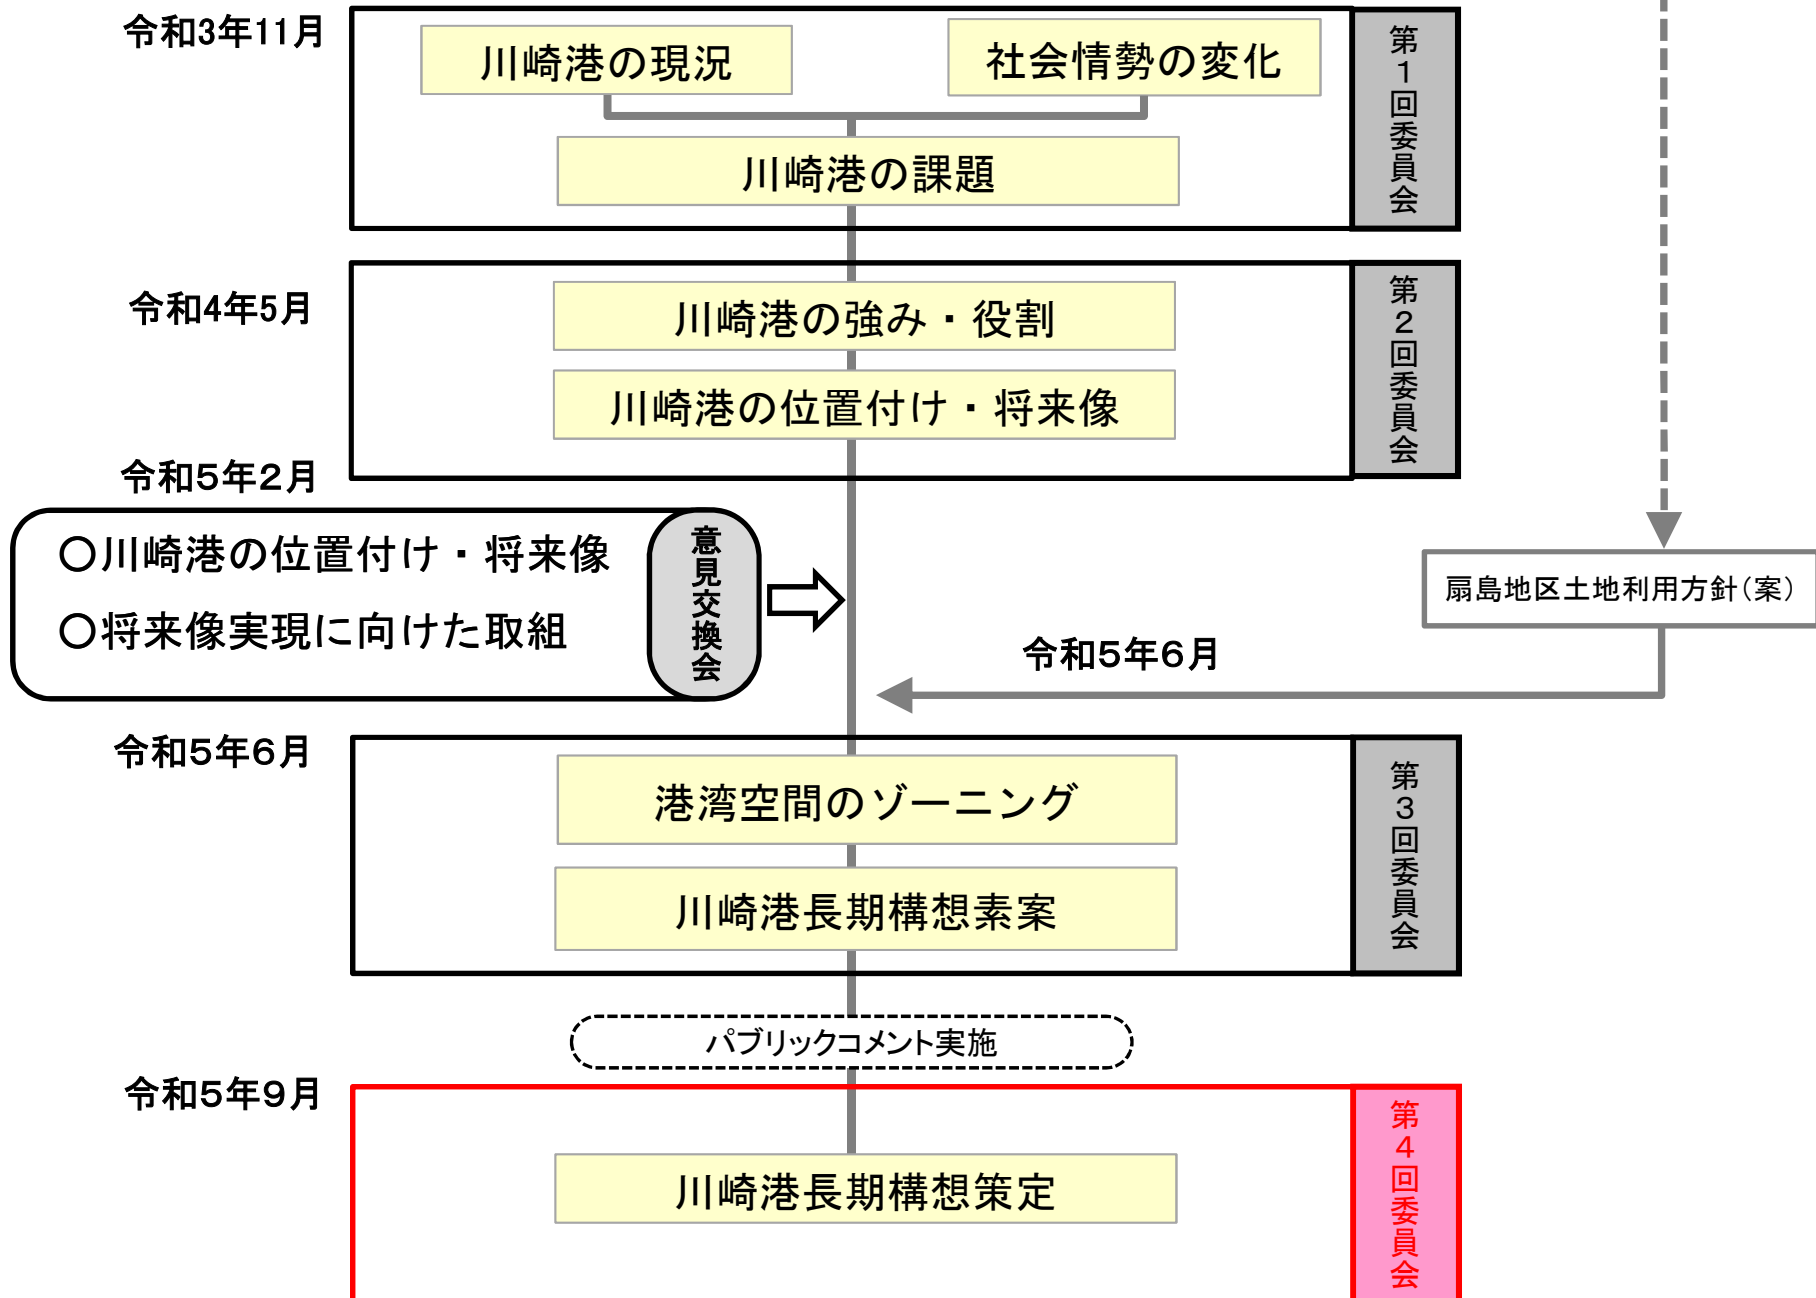 令和3年11月
川崎港の現況
社会情勢の変化
川崎港の課題
第1回委員会
令和4年5月
川崎港の強み・役割
川崎港の位置付け・将来像
第2回委員会
令和5年2月
○川崎港の位置付け・将来像
○将来像実現に向けた取組
意見交換会
扇島地区土地利用方針（案）
令和5年6月
令和5年6月
港湾空間のゾーニング
川崎港長期構想素案
第3回委員会
パブリックコメント実施
令和5年9月
川崎港長期構想策定
第4回委員会